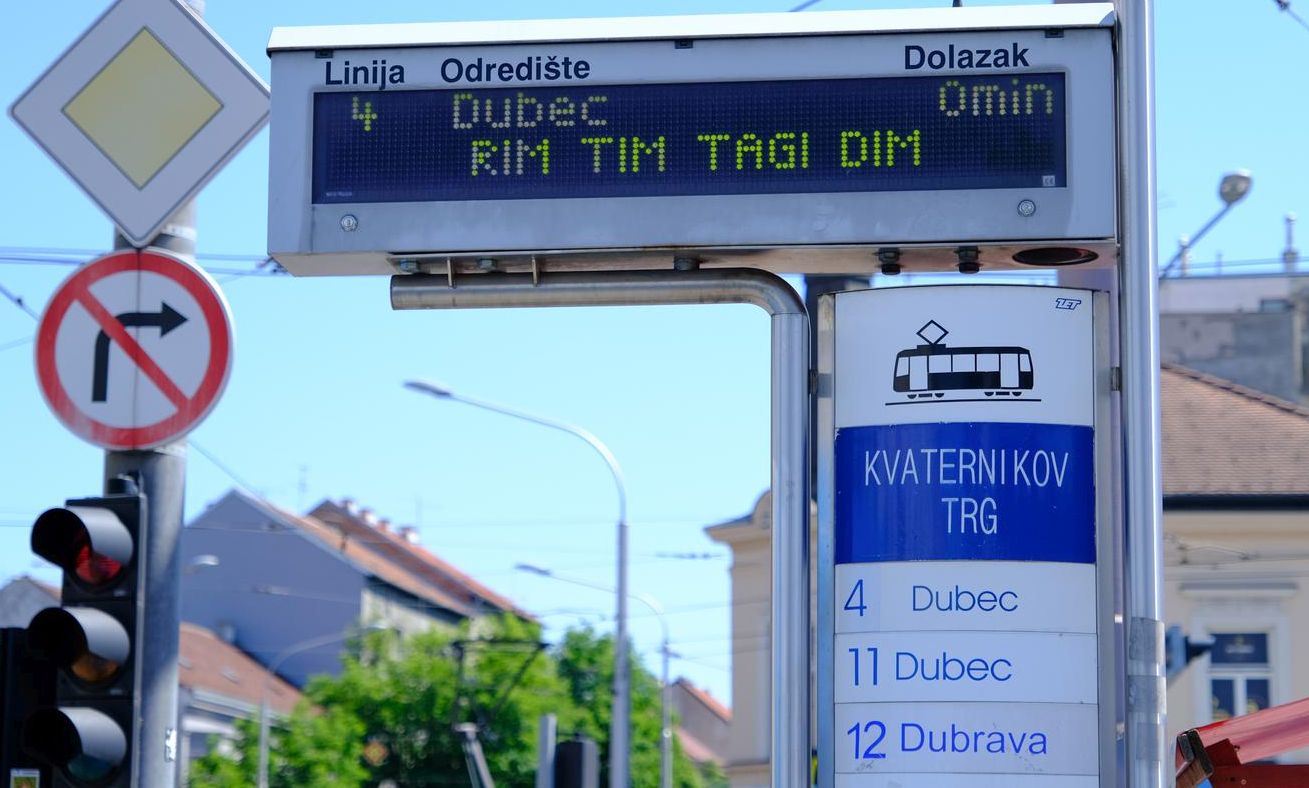 Linija Odredište Dolazak
4 Dubec 0min
RIM TIM TAGI DIM
ZET
KVATERNIKOV
TRG
4 Dubec
11 Dubec
12 Dubrava